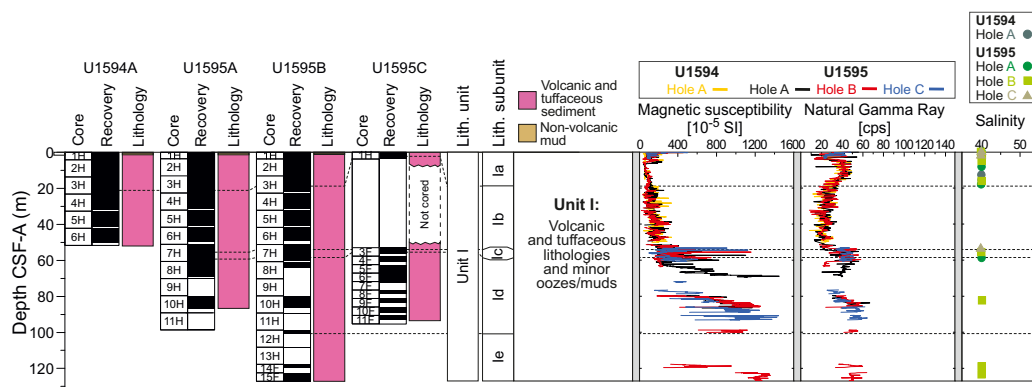 U1594
Hole A
U1595
Hole A
Hole B
Hole C
U1594A
U1595A
U1595B
U1595C
Core
Recovery
Lithology
Core
Recovery
Lithology
Core
Recovery
Lithology
Core
Recovery
Lithology
Lith. unit
Volcanic and
tuffaceous
sediment
Non-volcanic
mud
Lith. subunit
U1594
U1595
Hole A
Hole A
Hole B
Hole C
Magnetic susceptibility
[10-5 SI]
Natural Gamma Ray
[cps]
Salinity
0 400 800 1200 1600
0 20 40 60 80 100 120 140
40 50
Depth CSF-A (m)
0
20
40
60
80
100
120
1H
2H
3H
4H
5H
6H
1H
2H
3H
4H
5H
6H
7H
8H
9H
10H
11H
1H
2H
3H
4H
5H
6H
7H
8H
9H
10H
11H
12H
13H
14F
15F
1H
Not cored
3F
4F
5F
6F
7F
8F
9F
10F
11F
Unit I
Ia
Ib
Ic
Id
Ie
Unit I:
Volcanic
and tuffaceous
lithologies
and minor
oozes/muds